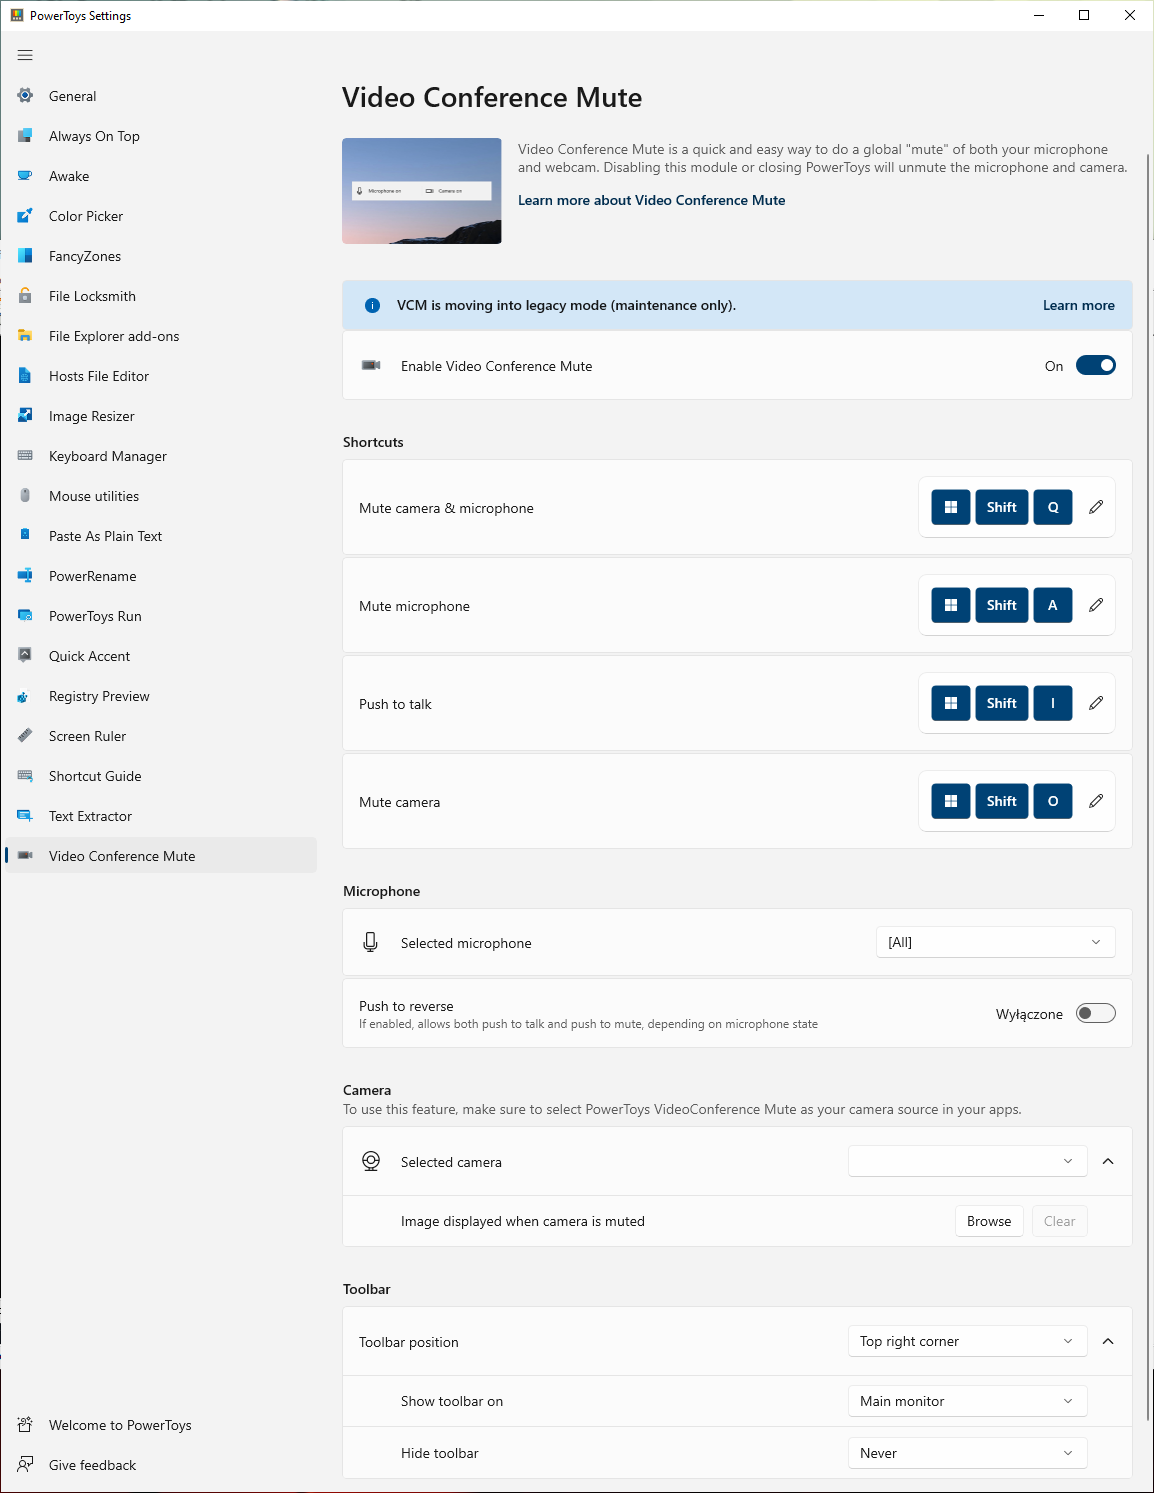 PowerToys Settings
General
Always On Top
Awake
Color Picker
FancyZones
File Locksmith
File Explorer add-ons
Hosts File Editor
Image Resizer
Keyboard Manager
Mouse utilities
Paste As Plain Text
PowerRename
PowerToys Run
Quick Accent
Registry Preview
Screen Ruler
Shortcut Guide
Text Extractor
Video Conference Mute
Welcome to PowerToys
Give feedback
Video Conference Mute
Microphone on Camera on
Video Conference Mute is a quick and easy way to do a global "mute" of both your microphone
and webcam. Disabling this module or closing PowerToys will unmute the microphone and camera.
Learn more about Video Conference Mute
VCM is moving into legacy mode (maintenance only). Learn more
Enable Video Conference Mute On
Shortcuts
Mute camera & microphone Shift Q
Mute microphone Shift A
Push to talk Shift I
Mute camera Shift O
Microphone
Selected microphone [All]
Push to reverse
If enabled, allows both push to talk and push to mute, depending on microphone state
Wyłączone
Camera
To use this feature, make sure to select PowerToys VideoConference Mute as your camera source in your apps.
Selected camera
Image displayed when camera is muted Browse Clear
Toolbar
Toolbar position Top right corner
Show toolbar on Main monitor
Hide toolbar Never